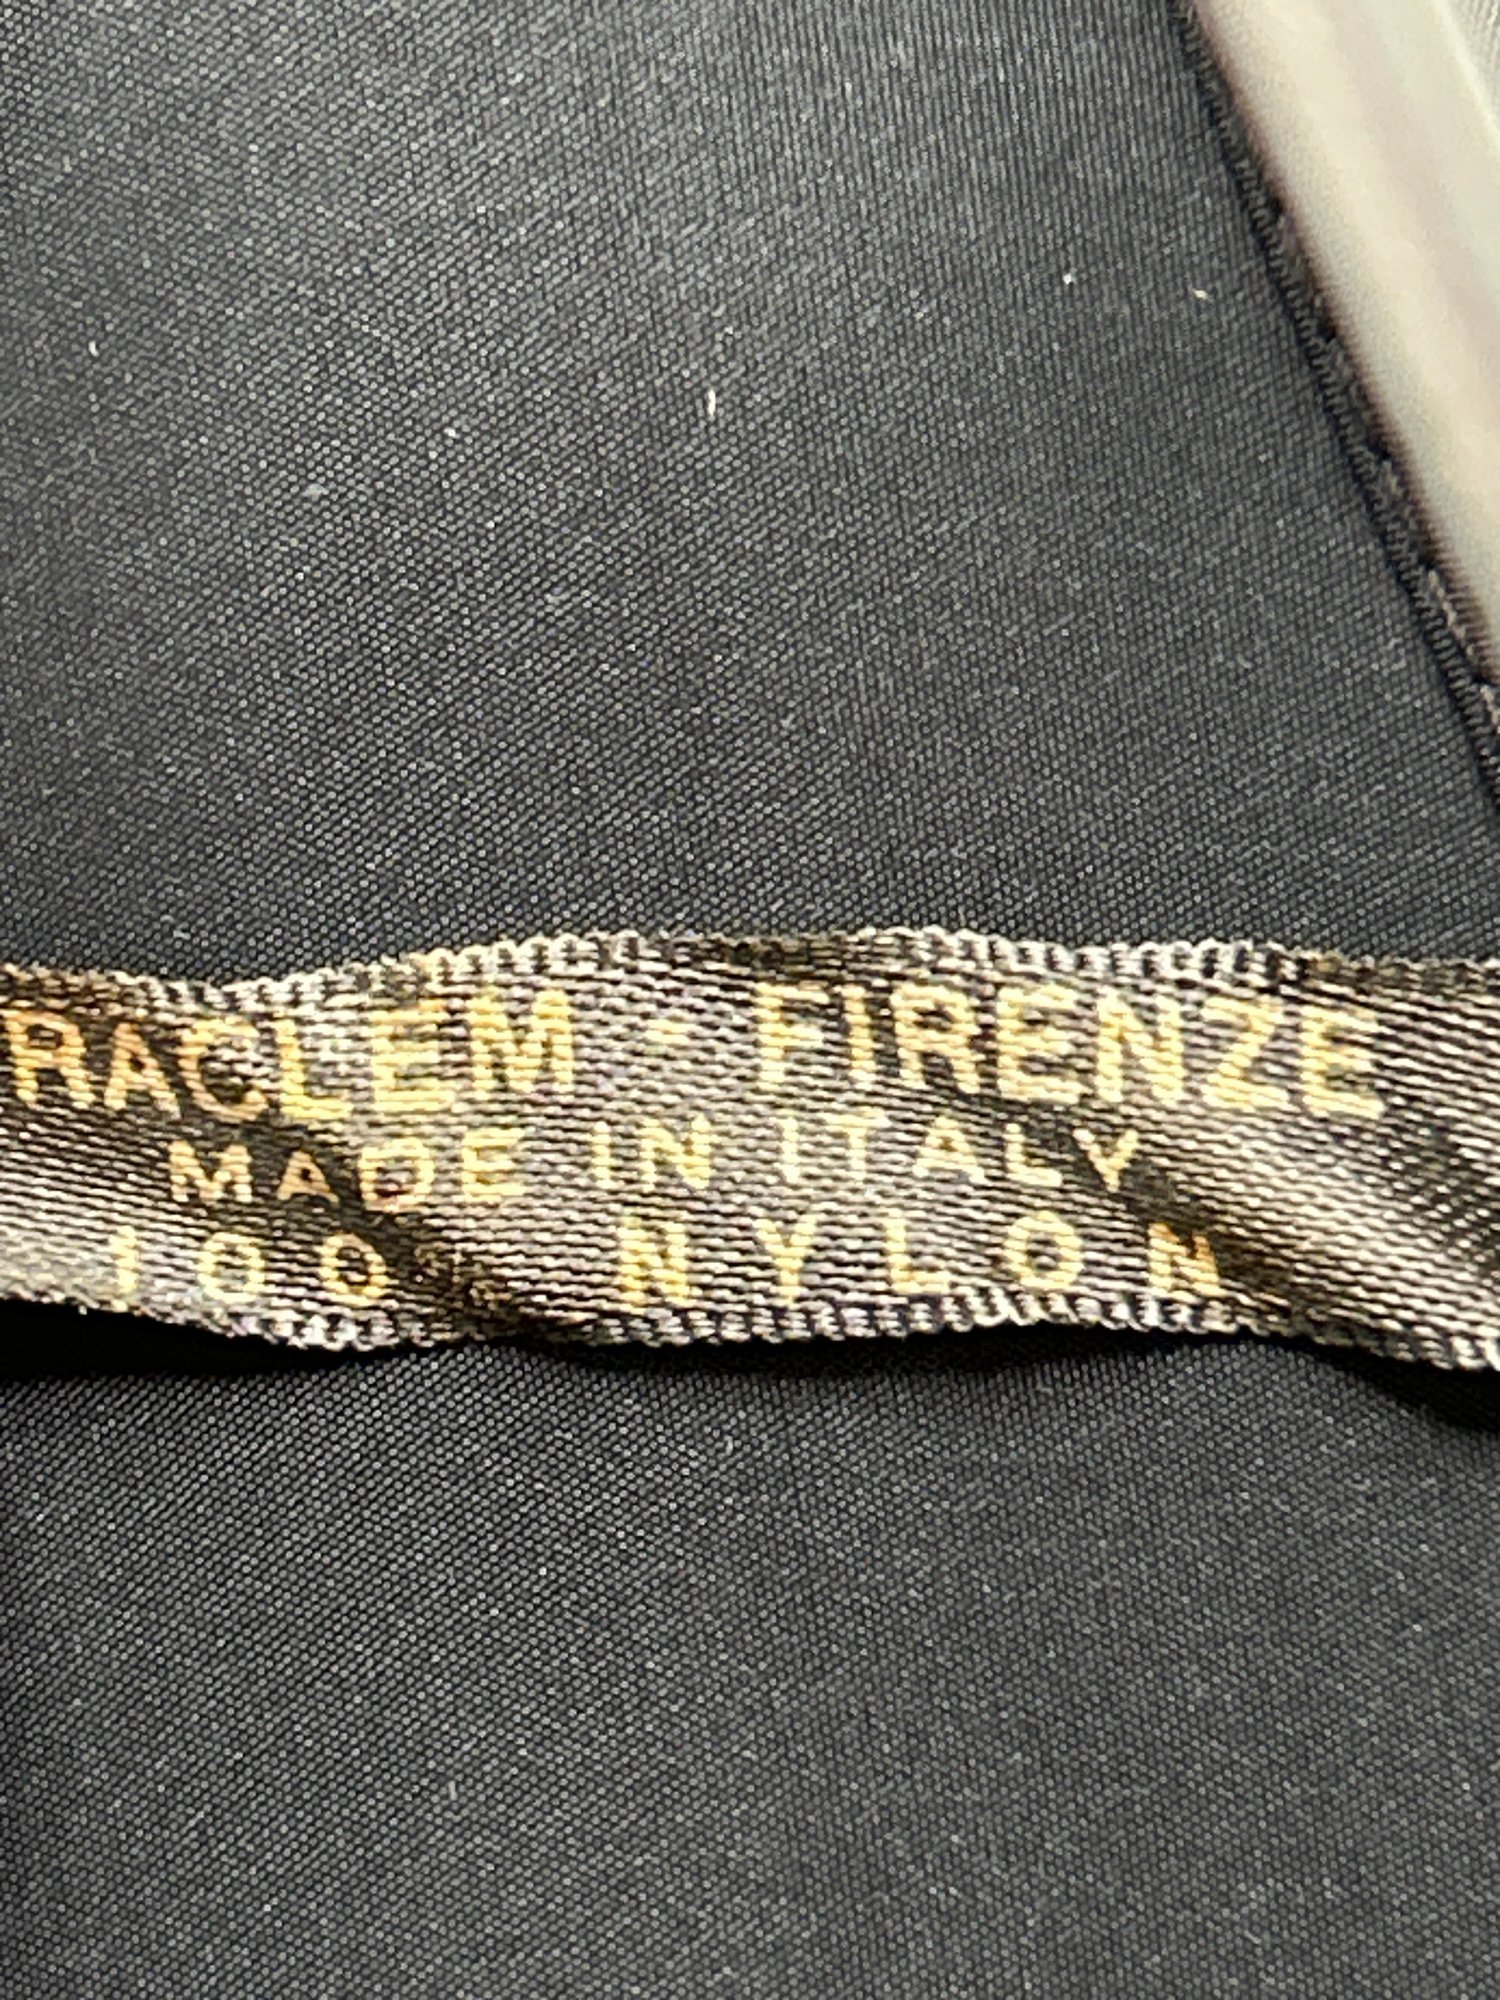 RACLEM - FIRENZE
MADE IN ITALY
100% NYLON